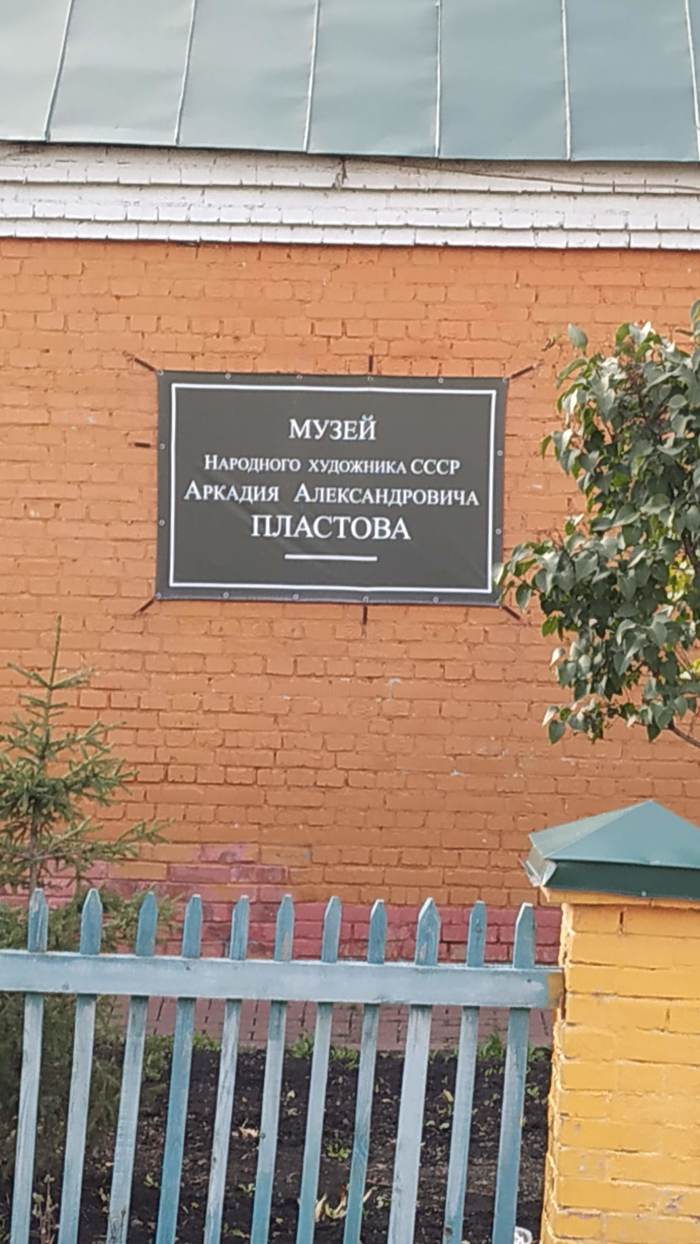 МУЗЕЙ
НАРОДНОГО ХУДОЖНИКА СССР
АРКАДИЯ АЛЕКСАНДРОВИЧА
ПЛАСТОВА